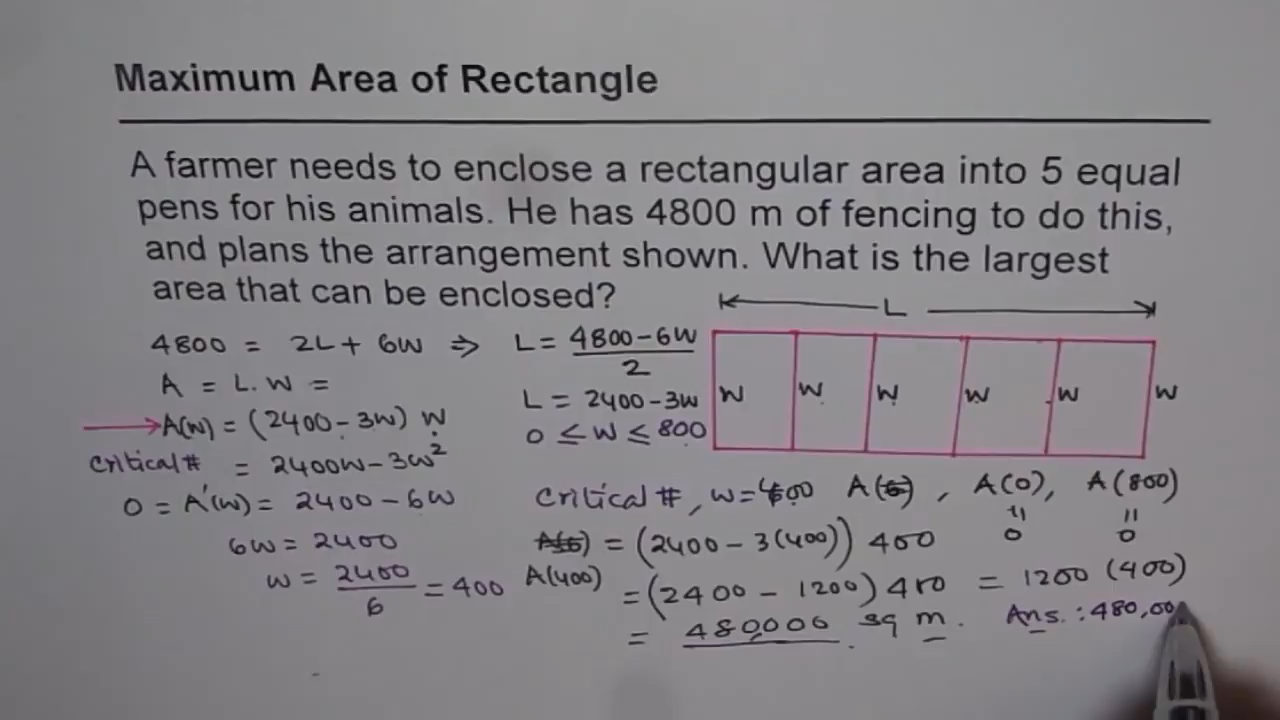 Maximum Area of Rectangle
A farmer needs to enclose a rectangular area into 5 equal
pens for his animals. He has 4800 m of fencing to do this,
and plans the arrangement shown. What is the largest
area that can be enclosed?
L
4800 = 2L + 6W ⇒ L = (4800 - 6W)/2
A = L.W =
L = 2400 - 3W
W W W W W W
→ A(W) = (2400 - 3W) W
0 ≤ W ≤ 800
Critical # = 2400W - 3W²
0 = A'(W) = 2400 - 6W
Critical #, W = 400 A( ), A(0), A(800)
" "
0 0
6W = 2400
= (2400 - 3(400)) 400
W = 2400/6 = 400
A(400) = (2400 - 1200) 400 = 1200 (400)
= 480,000 sq m.
Ans. : 480,00